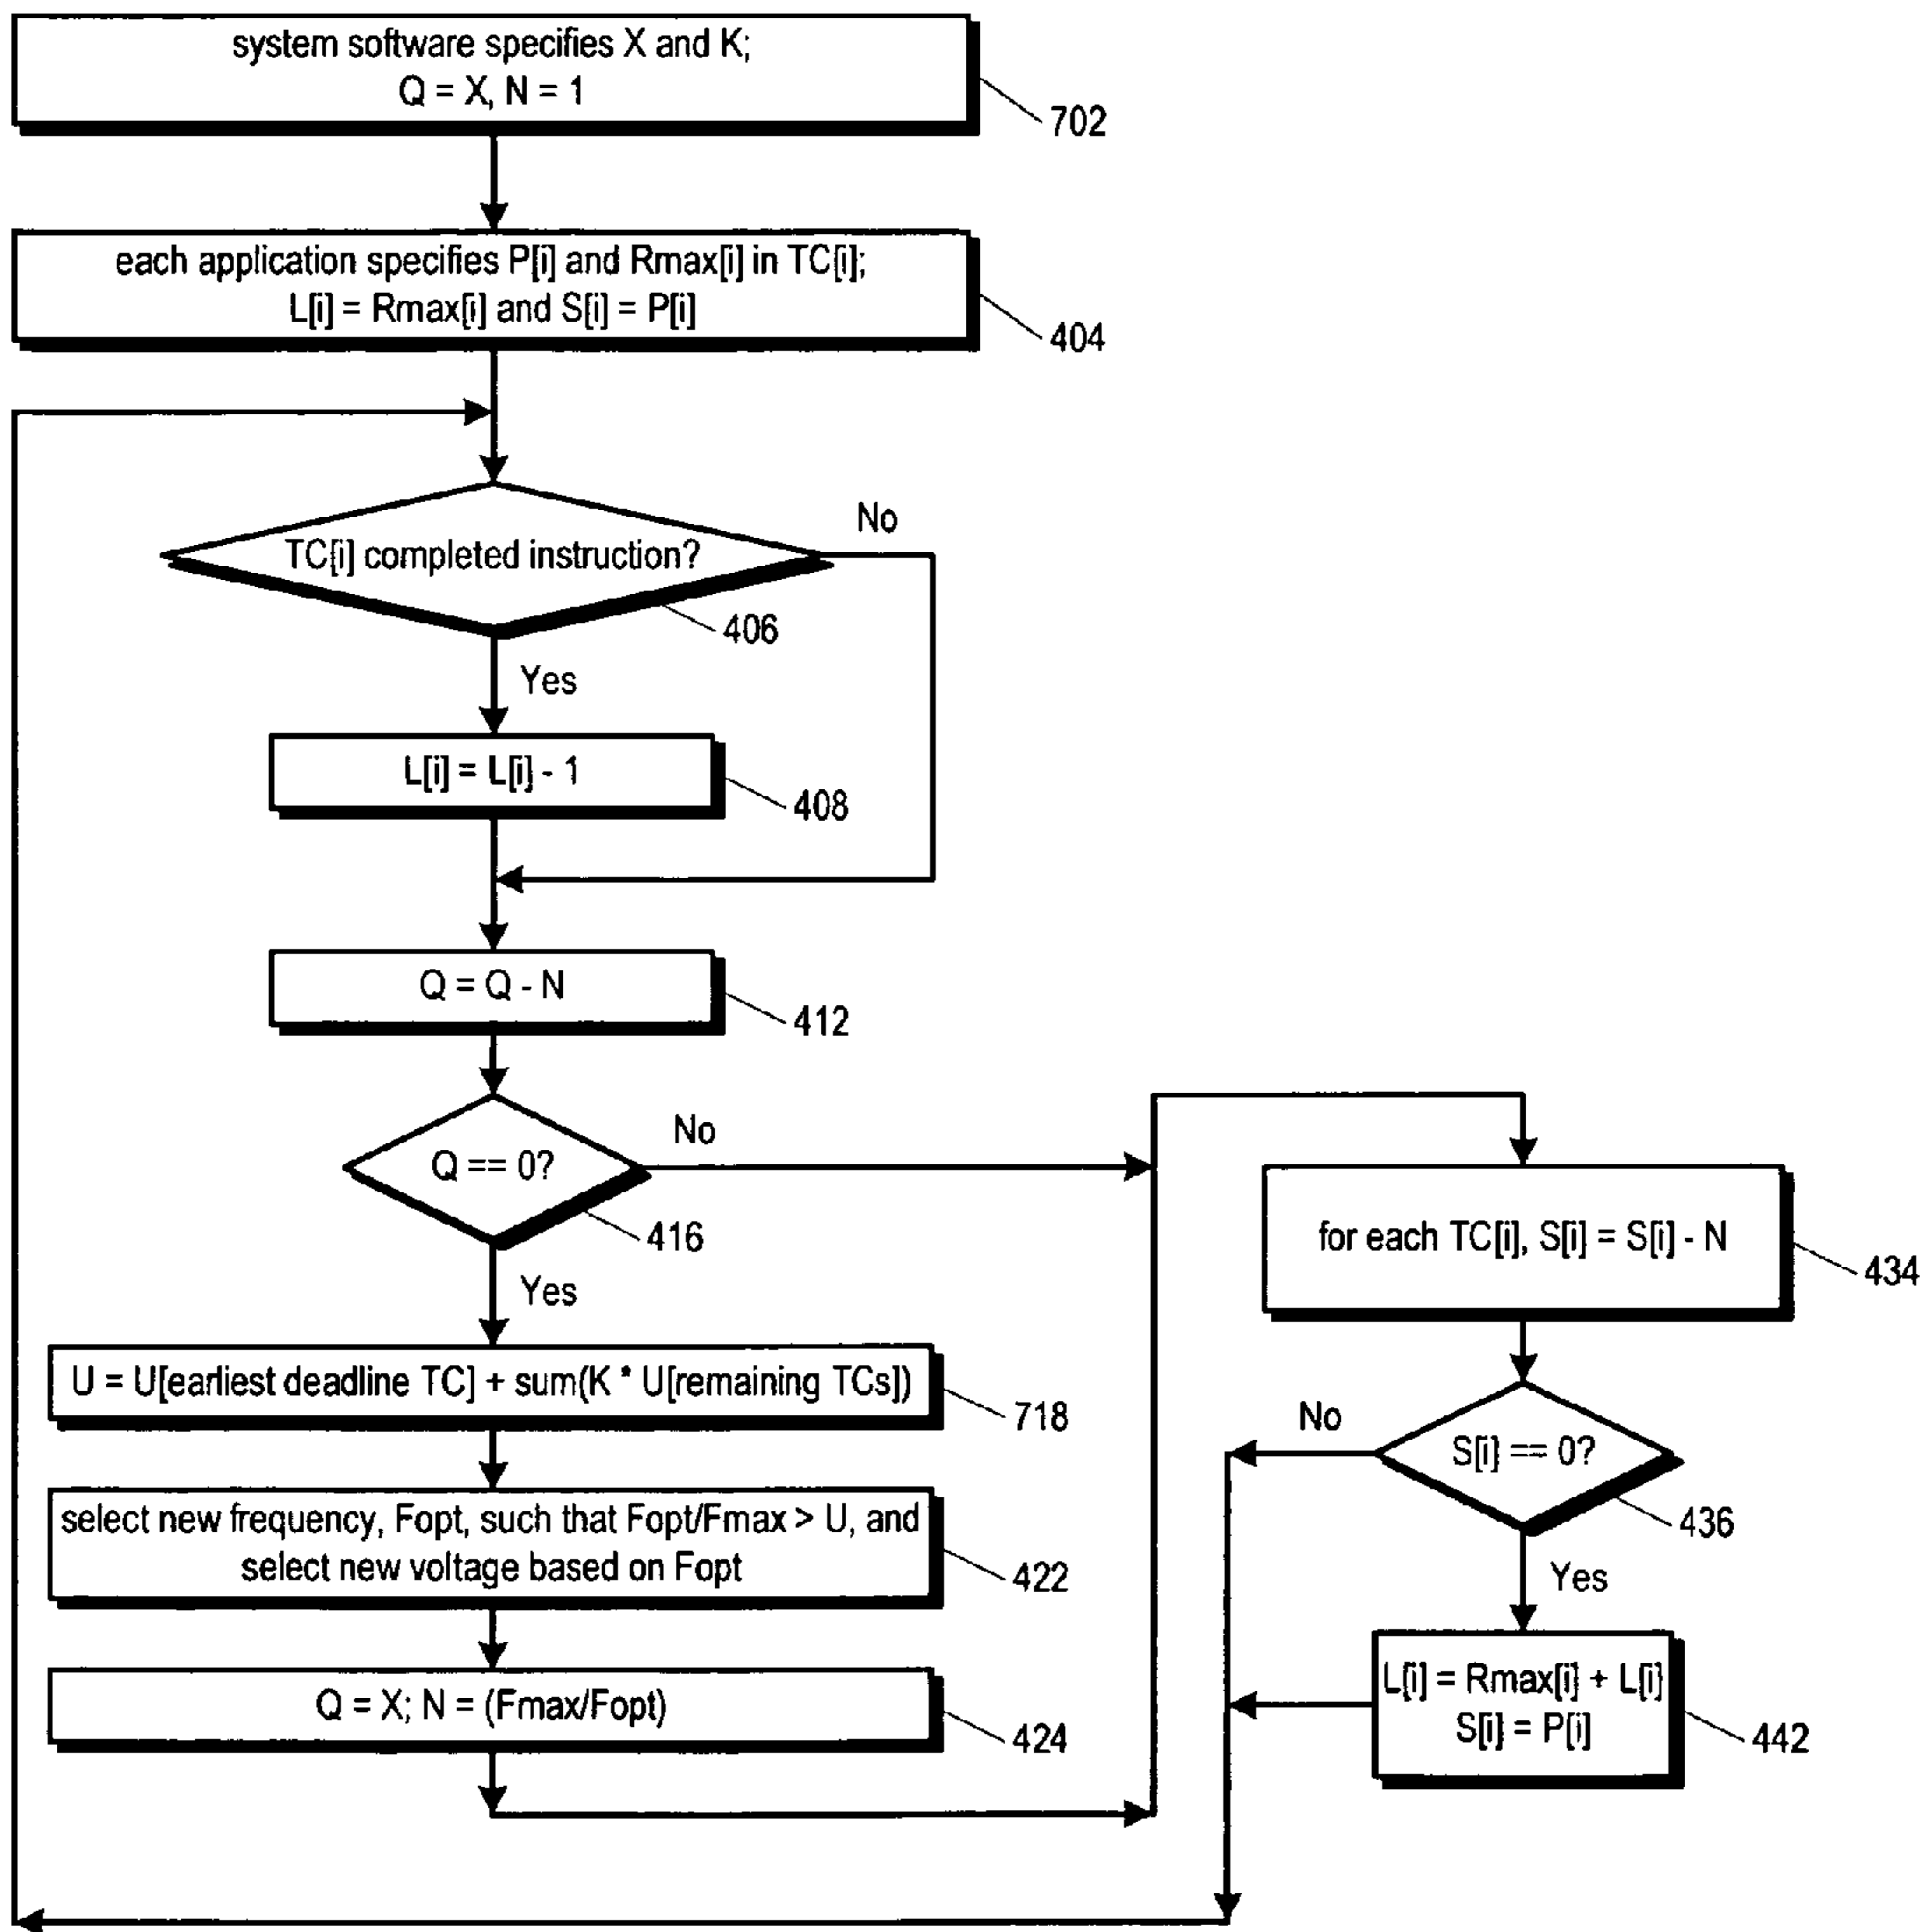 system software specifies X and K;
Q = X, N = 1
702
each application specifies P[i] and Rmax[i] in TC[i];
L[i] = Rmax[i] and S[i] = P[i]
404
TC[i] completed instruction?
No
406
Yes
L[i] = L[i] - 1
408
Q = Q - N
412
Q == 0?
No
416
Yes
U = U[earliest deadline TC] + sum(K * U[remaining TCs])
718
select new frequency, Fopt, such that Fopt/Fmax > U, and
select new voltage based on Fopt
422
Q = X; N = (Fmax/Fopt)
424
for each TC[i], S[i] = S[i] - N
434
No
S[i] == 0?
436
Yes
L[i] = Rmax[i] + L[i]
S[i] = P[i]
442